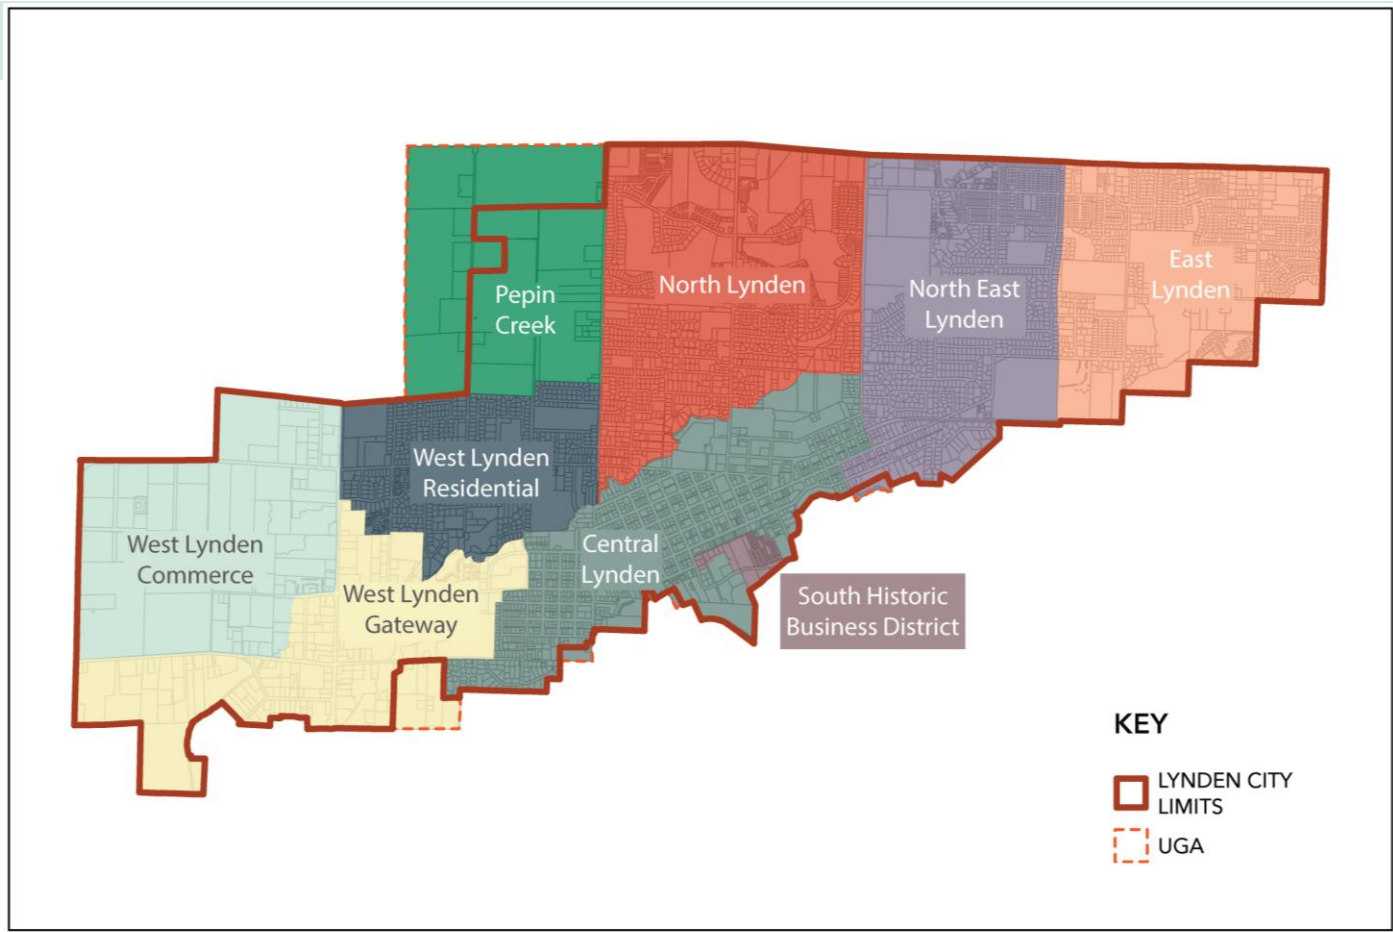 North Lynden
North East
Lynden
East
Lynden
Pepin
Creek
West Lynden
Residential
West Lynden
Commerce
West Lynden
Gateway
Central
Lynden
South Historic
Business District
KEY
LYNDEN CITY
LIMITS
UGA